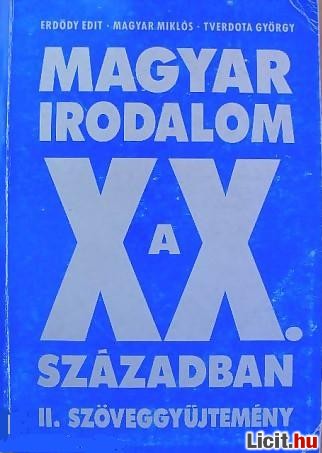 ERDŐDY EDIT · MAGYAR MIKLÓS · TVERDOTA GYÖRGY
MAGYAR
IRODALOM
A
XX.
SZÁZADBAN
II. SZÖVEGGYŰJTEMÉNY
Licit.hu